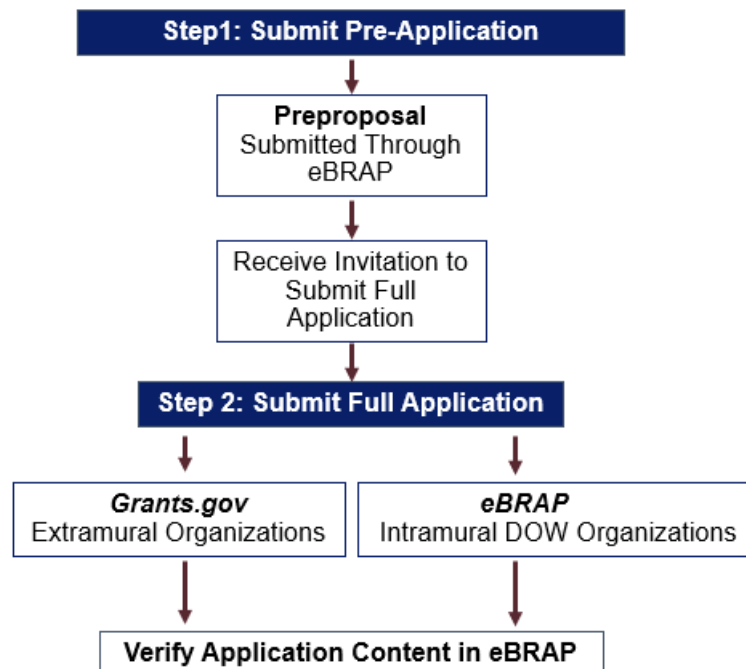 Step1: Submit Pre-Application
Preproposal
Submitted Through
eBRAP
Receive Invitation to
Submit Full
Application
Step 2: Submit Full Application
Grants.gov
Extramural Organizations
eBRAP
Intramural DOW Organizations
Verify Application Content in eBRAP